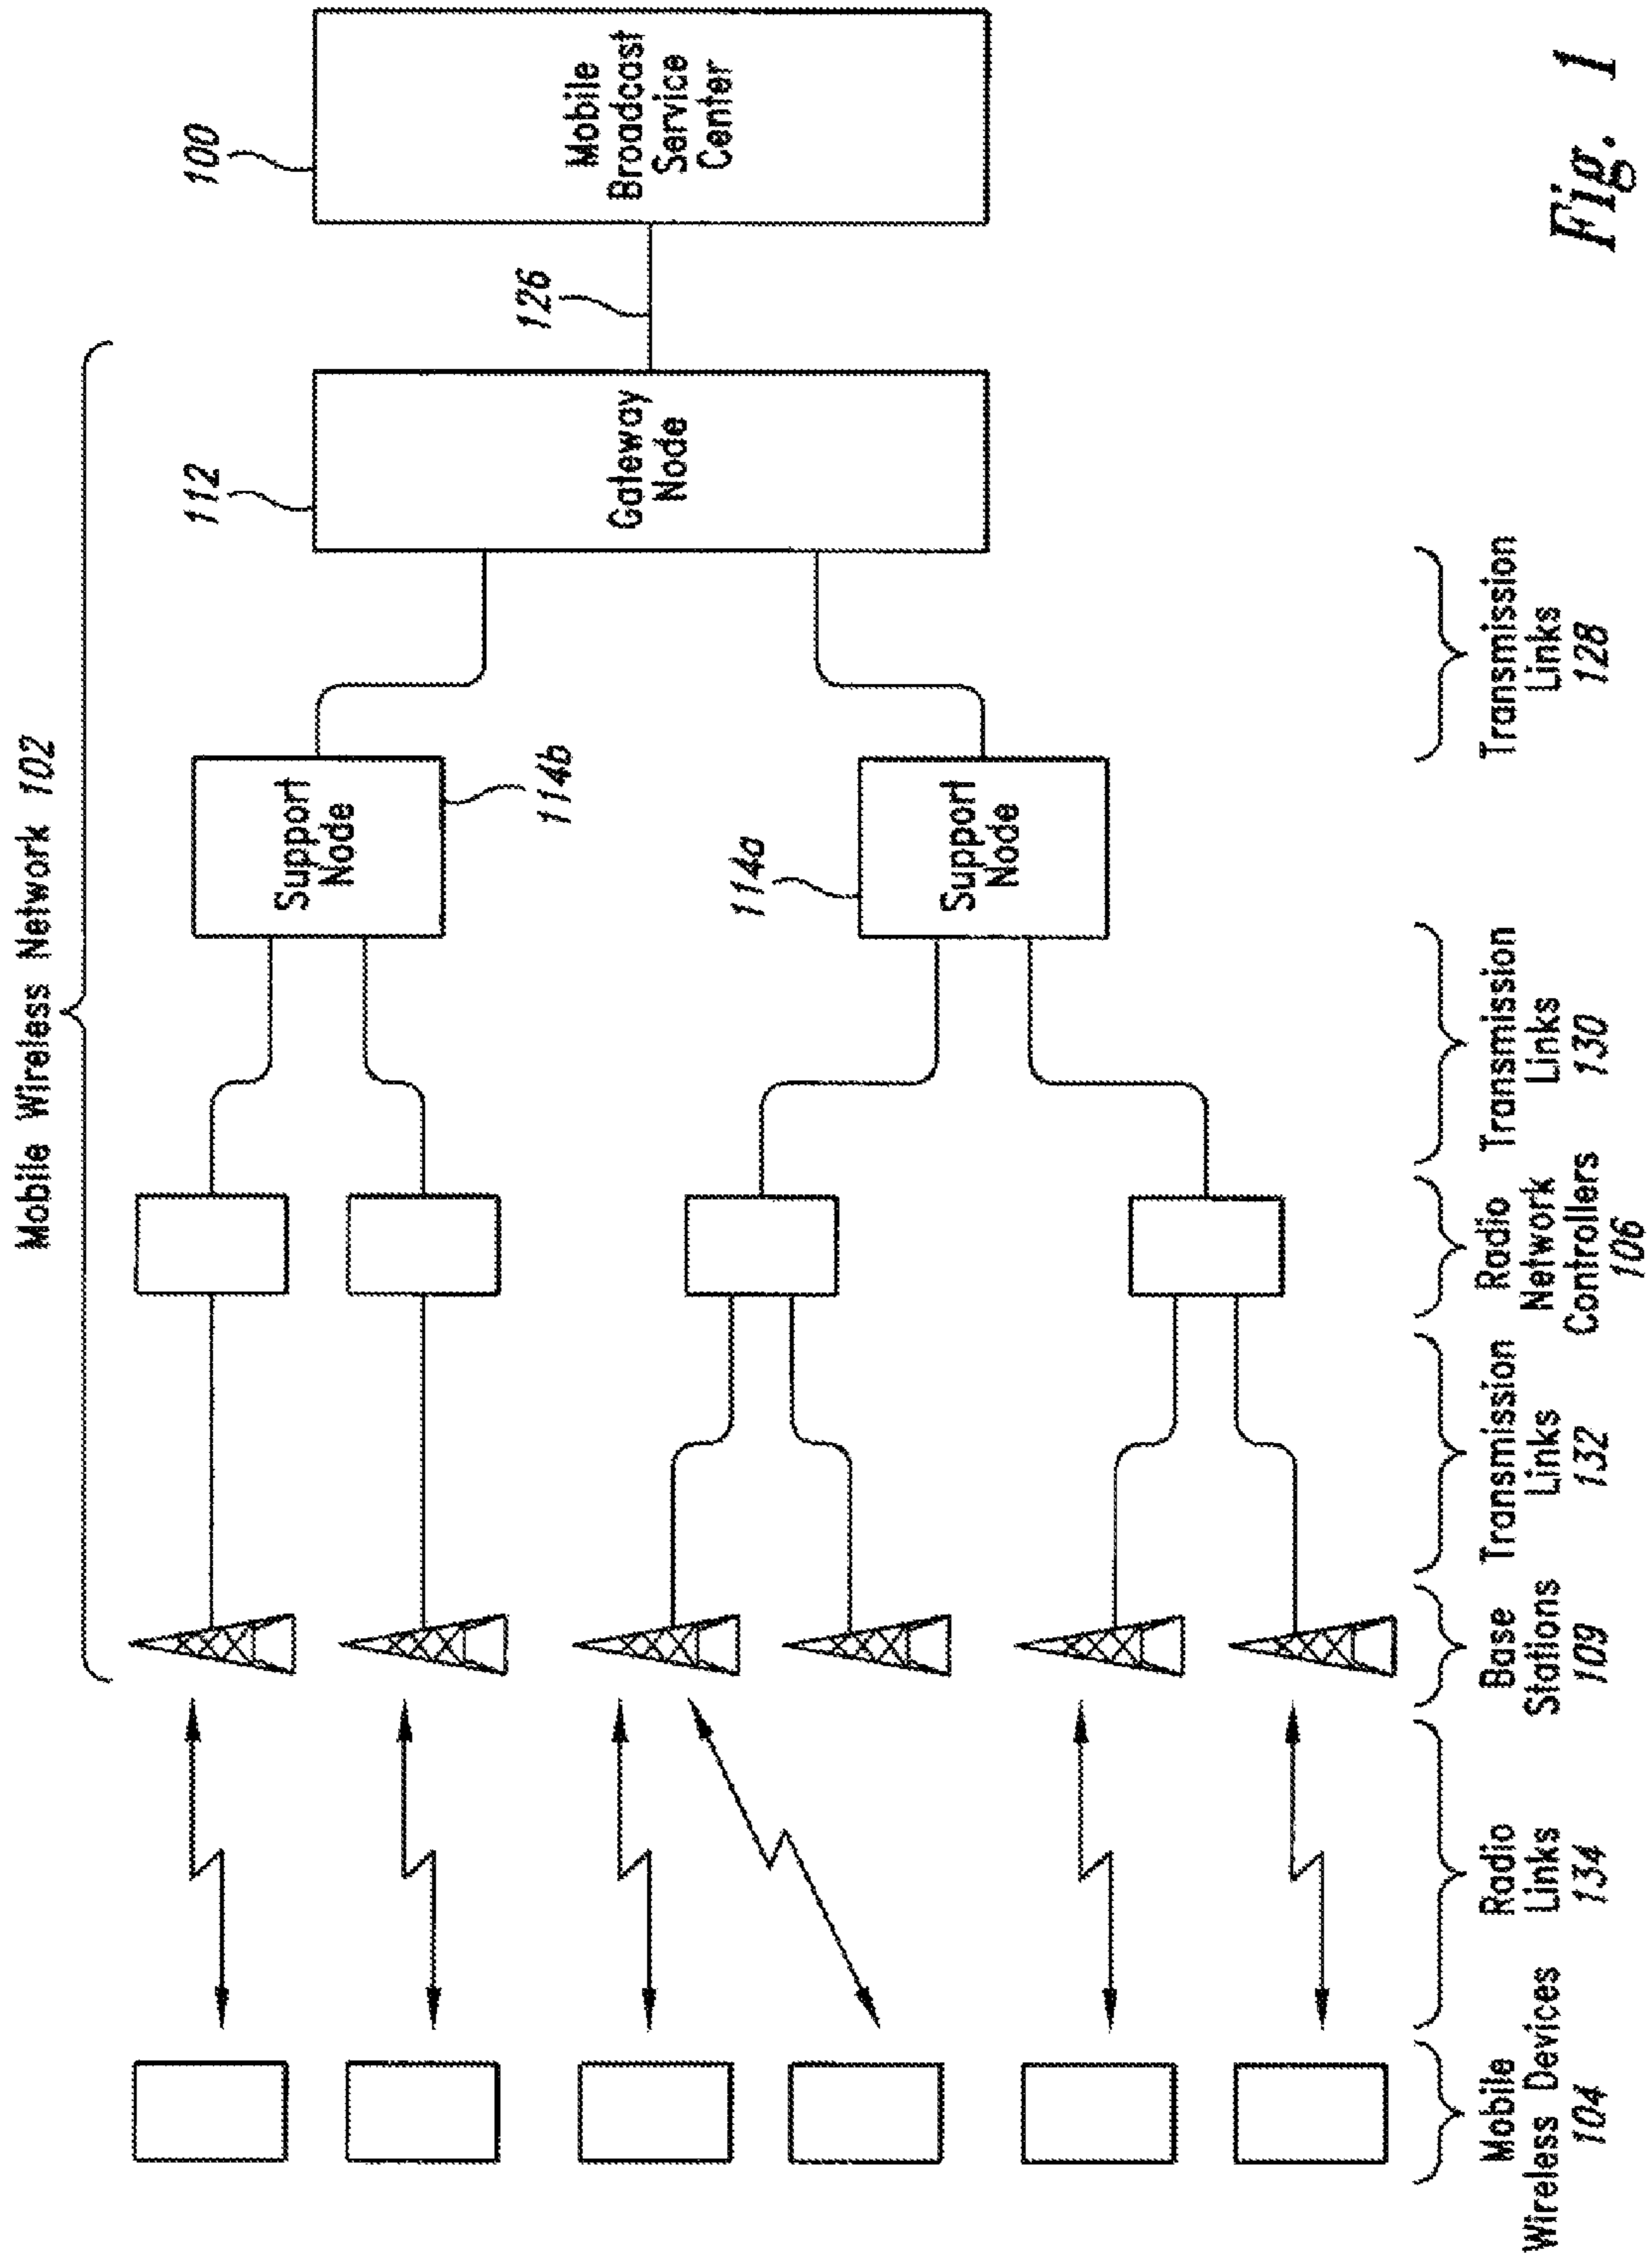 Mobile Wireless Network 102
100
Mobile
Broadcast
Service
Center
126
112
Gateway
Node
Support
Node
114b
114a
Support
Node
Mobile
Wireless Devices
104
Radio
Links
134
Base
Stations
109
Transmission
Links
132
Radio
Network
Controllers
106
Transmission
Links
130
Transmission
Links
128
Fig. 1